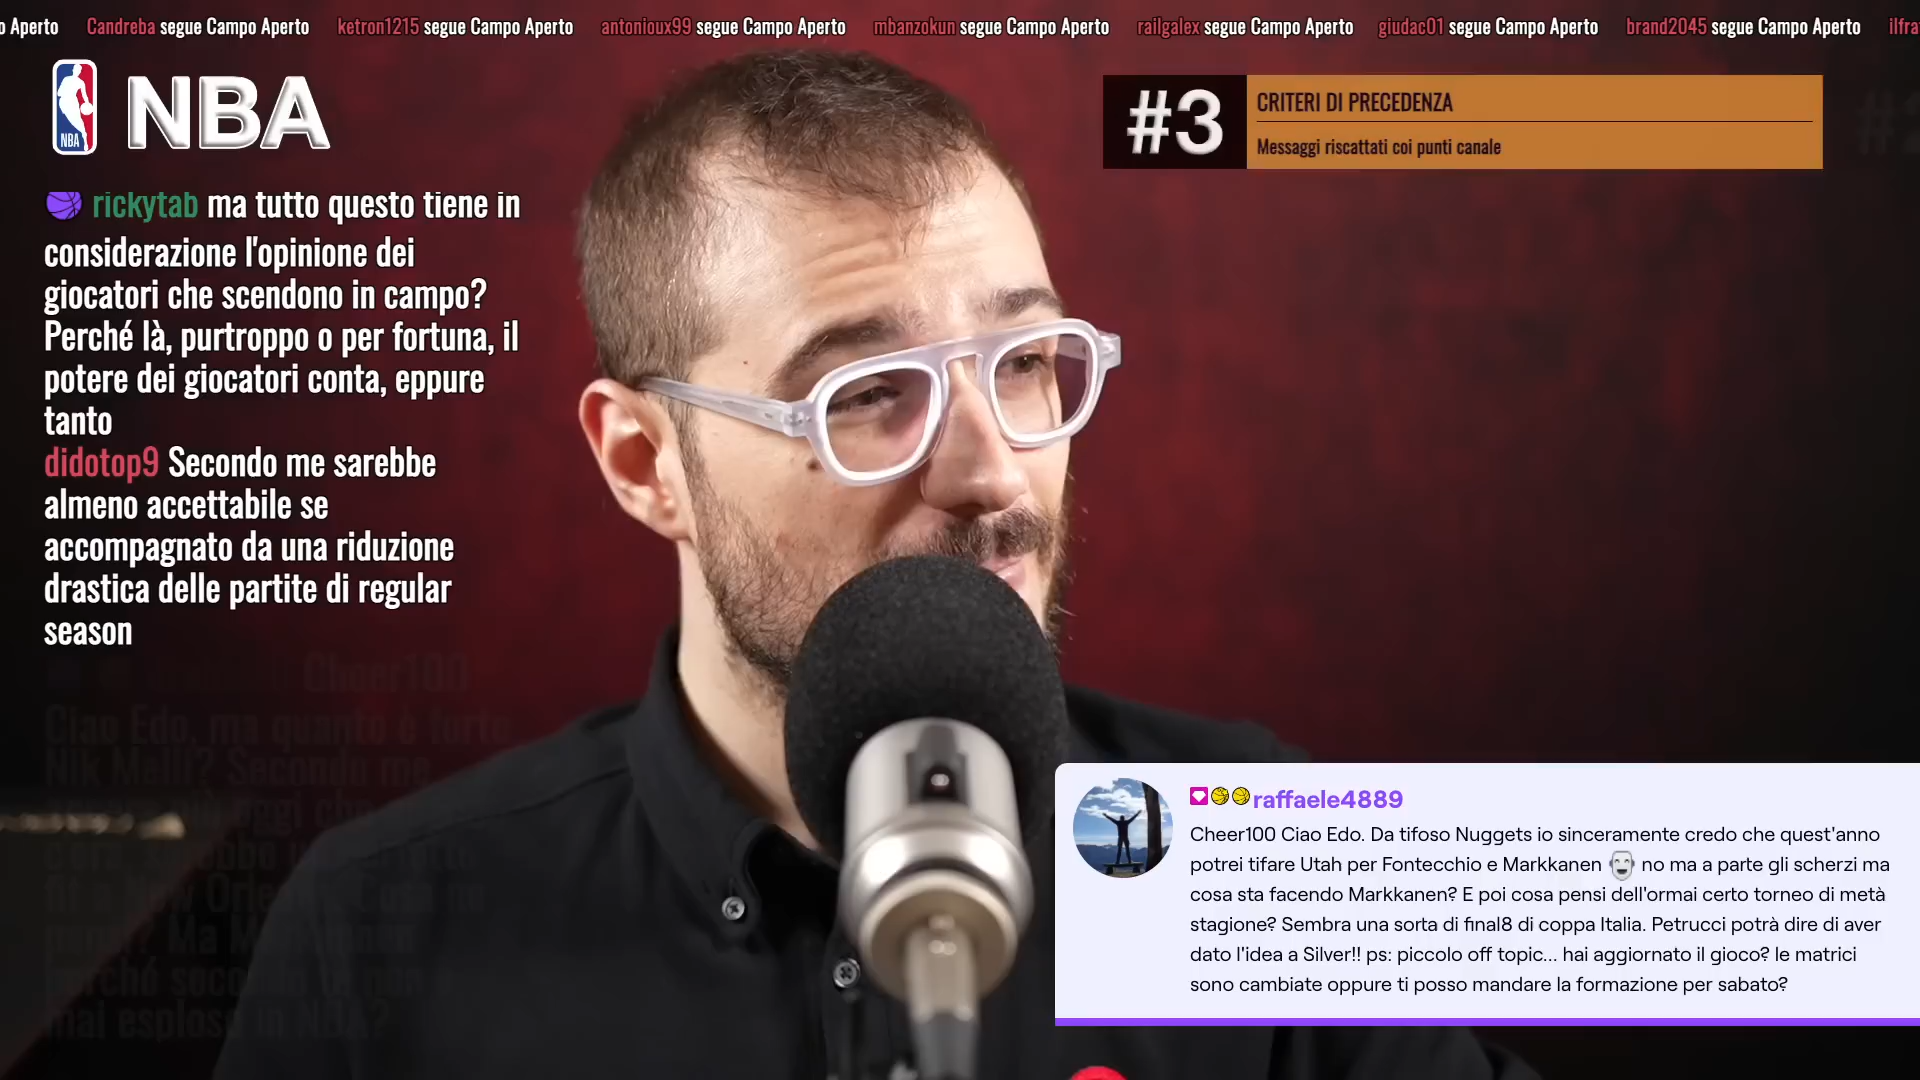 o Aperto Candreba segue Campo Aperto ketron1215 segue Campo Aperto antonioux99 segue Campo Aperto mbanzokun segue Campo Aperto railgalex segue Campo Aperto giudac01 segue Campo Aperto brand2045 segue Campo Aperto ilfra
NBA
NBA
#3
CRITERI DI PRECEDENZA
Messaggi riscattati coi punti canale
rickytab ma tutto questo tiene in
considerazione l'opinione dei
giocatori che scendono in campo?
Perché là, purtroppo o per fortuna, il
potere dei giocatori conta, eppure
tanto
didotop9 Secondo me sarebbe
almeno accettabile se
accompagnato da una riduzione
drastica delle partite di regular
season
Cheer100
Ciao Edo, ma quanto è forte
raffaele4889
Cheer100 Ciao Edo. Da tifoso Nuggets io sinceramente credo che quest'anno
potrei tifare Utah per Fontecchio e Markkanen no ma a parte gli scherzi ma
cosa sta facendo Markkanen? E poi cosa pensi dell'ormai certo torneo di metà
stagione? Sembra una sorta di final8 di coppa Italia. Petrucci potrà dire di aver
dato l'idea a Silver!! ps: piccolo off topic... hai aggiornato il gioco? le matrici
sono cambiate oppure ti posso mandare la formazione per sabato?